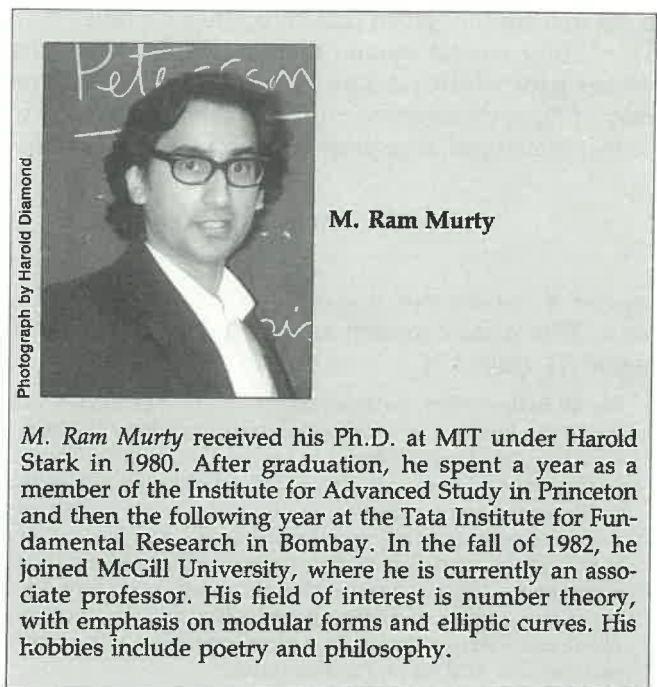 Petersson
Photograph by Harold Diamond.
M. Ram Murty
M. Ram Murty received his Ph.D. at MIT under Harold
Stark in 1980. After graduation, he spent a year as a
member of the Institute for Advanced Study in Princeton
and then the following year at the Tata Institute for Fun-
damental Research in Bombay. In the fall of 1982, he
joined McGill University, where he is currently an asso-
ciate professor. His field of interest is number theory,
with emphasis on modular forms and elliptic curves. His
hobbies include poetry and philosophy.